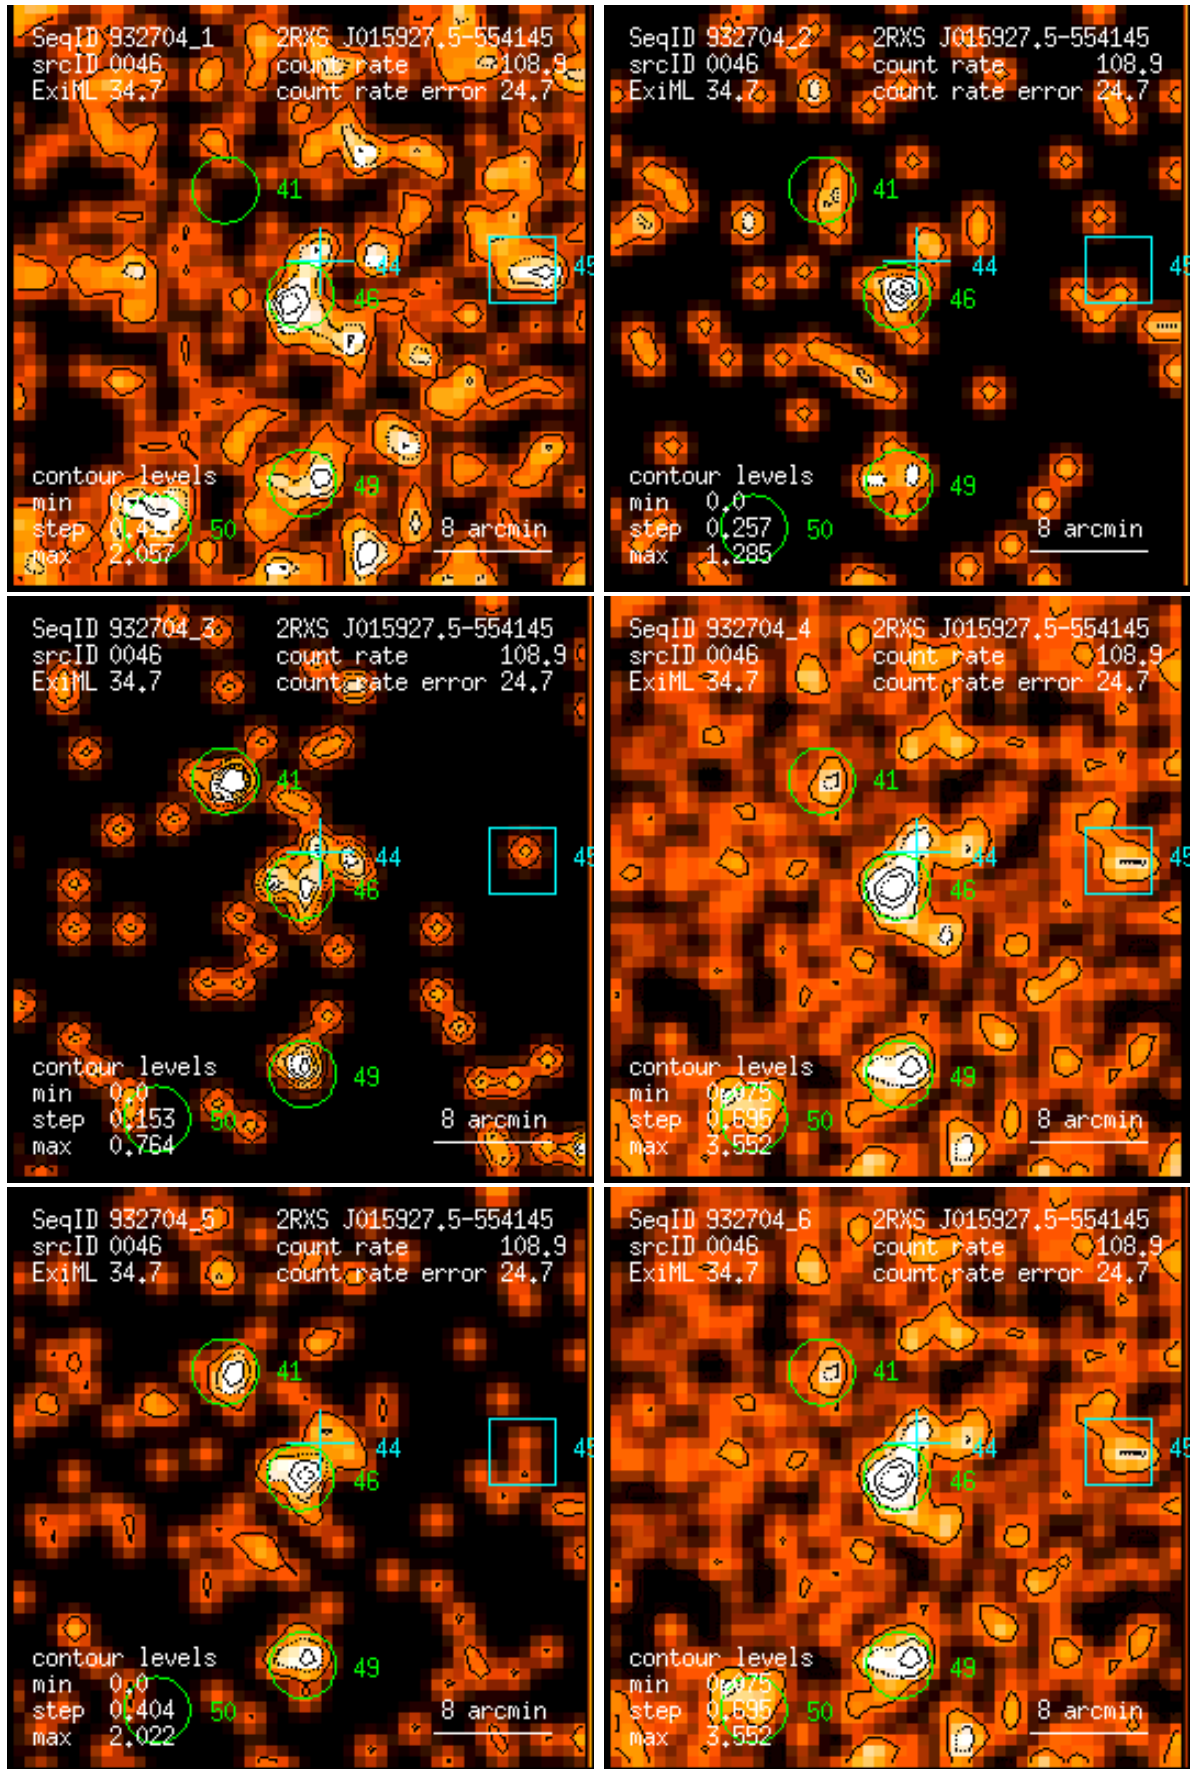 SeqID 932704_1 2RXS J015927.5-554145
srcID 0046 count rate 108.9
ExiML 34.7 count rate error 24.7
41
44
45
46
49
contour levels
min
step 0.411
50
8 arcmin
max 2.057
SeqID 932704_2 2RXS J015927.5-554145
srcID 0046 count rate 108.9
ExiML 34.7 count rate error 24.7
41
44
45
46
contour levels
49
min 0.0
step 0.257
50
8 arcmin
max 1.285
SeqID 932704_3 2RXS J015927.5-554145
srcID 0046 count rate 108.9
ExiML 34.7 count rate error 24.7
41
44
45
46
contour levels
49
min 0.0
step 0.153
50
8 arcmin
max 0.764
SeqID 932704_4 2RXS J015927.5-554145
srcID 0046 count rate 108.9
ExiML 34.7 count rate error 24.7
41
44
45
46
contour levels
49
min 0.075
step 0.695
50
8 arcmin
max 3.552
SeqID 932704_5 2RXS J015927.5-554145
srcID 0046 count rate 108.9
ExiML 34.7 count rate error 24.7
41
44
45
46
contour levels
49
min 0.0
step 0.404
50
8 arcmin
max 2.022
SeqID 932704_6 2RXS J015927.5-554145
srcID 0046 count rate 108.9
ExiML 34.7 count rate error 24.7
41
44
45
46
contour levels
49
min 0.075
step 0.695
50
8 arcmin
max 3.552